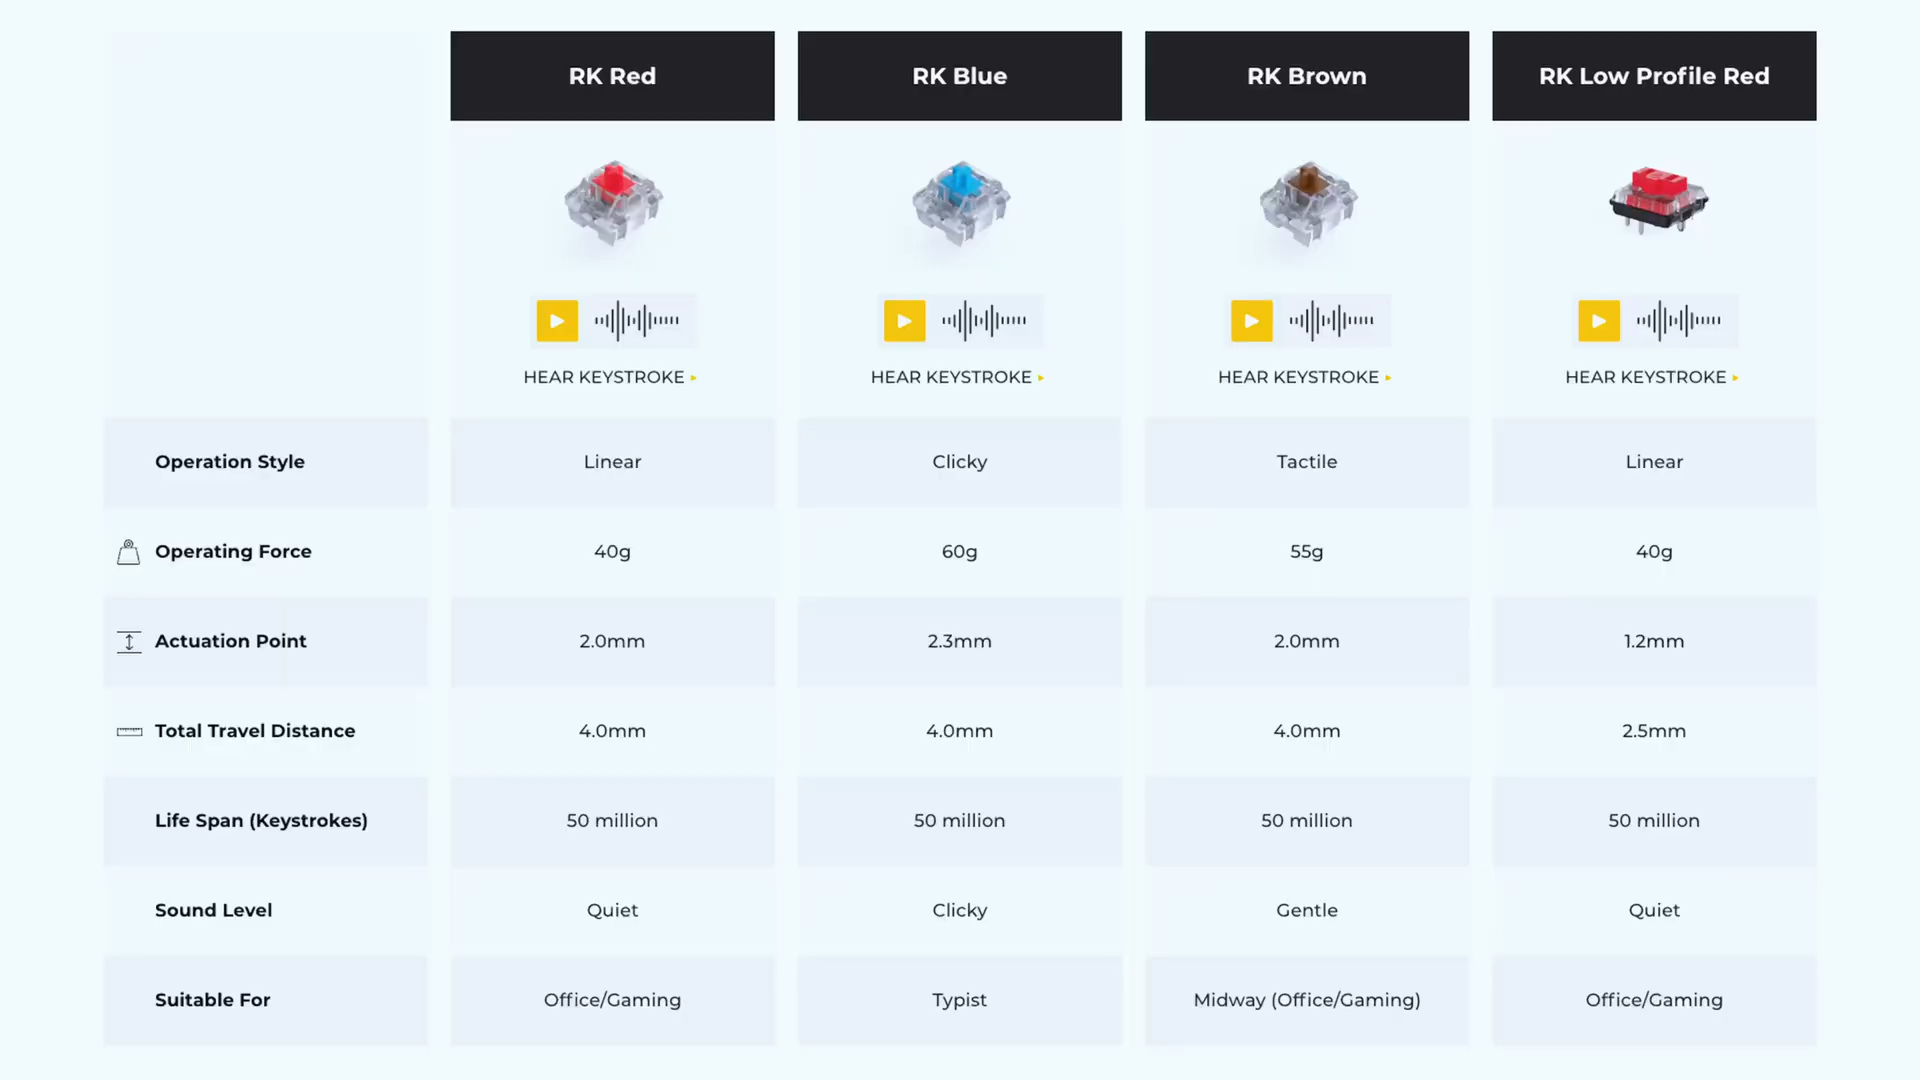 RK Red
RK Blue
RK Brown
RK Low Profile Red
HEAR KEYSTROKE
HEAR KEYSTROKE
HEAR KEYSTROKE
HEAR KEYSTROKE
Operation Style Linear Clicky Tactile Linear
Operating Force 40g 60g 55g 40g
Actuation Point 2.0mm 2.3mm 2.0mm 1.2mm
Total Travel Distance 4.0mm 4.0mm 4.0mm 2.5mm
Life Span (Keystrokes) 50 million 50 million 50 million 50 million
Sound Level Quiet Clicky Gentle Quiet
Suitable For Office/Gaming Typist Midway (Office/Gaming) Office/Gaming